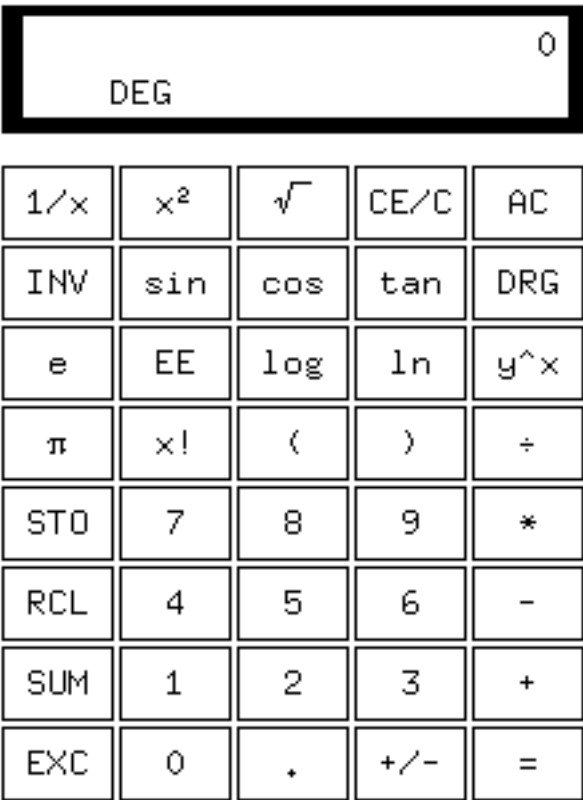 0
DEG
1/x x² √ CE/C AC
INV sin cos tan DRG
e EE log ln y^x
π x! ( ) ÷
STO 7 8 9 *
RCL 4 5 6 -
SUM 1 2 3 +
EXC 0 . +/- =